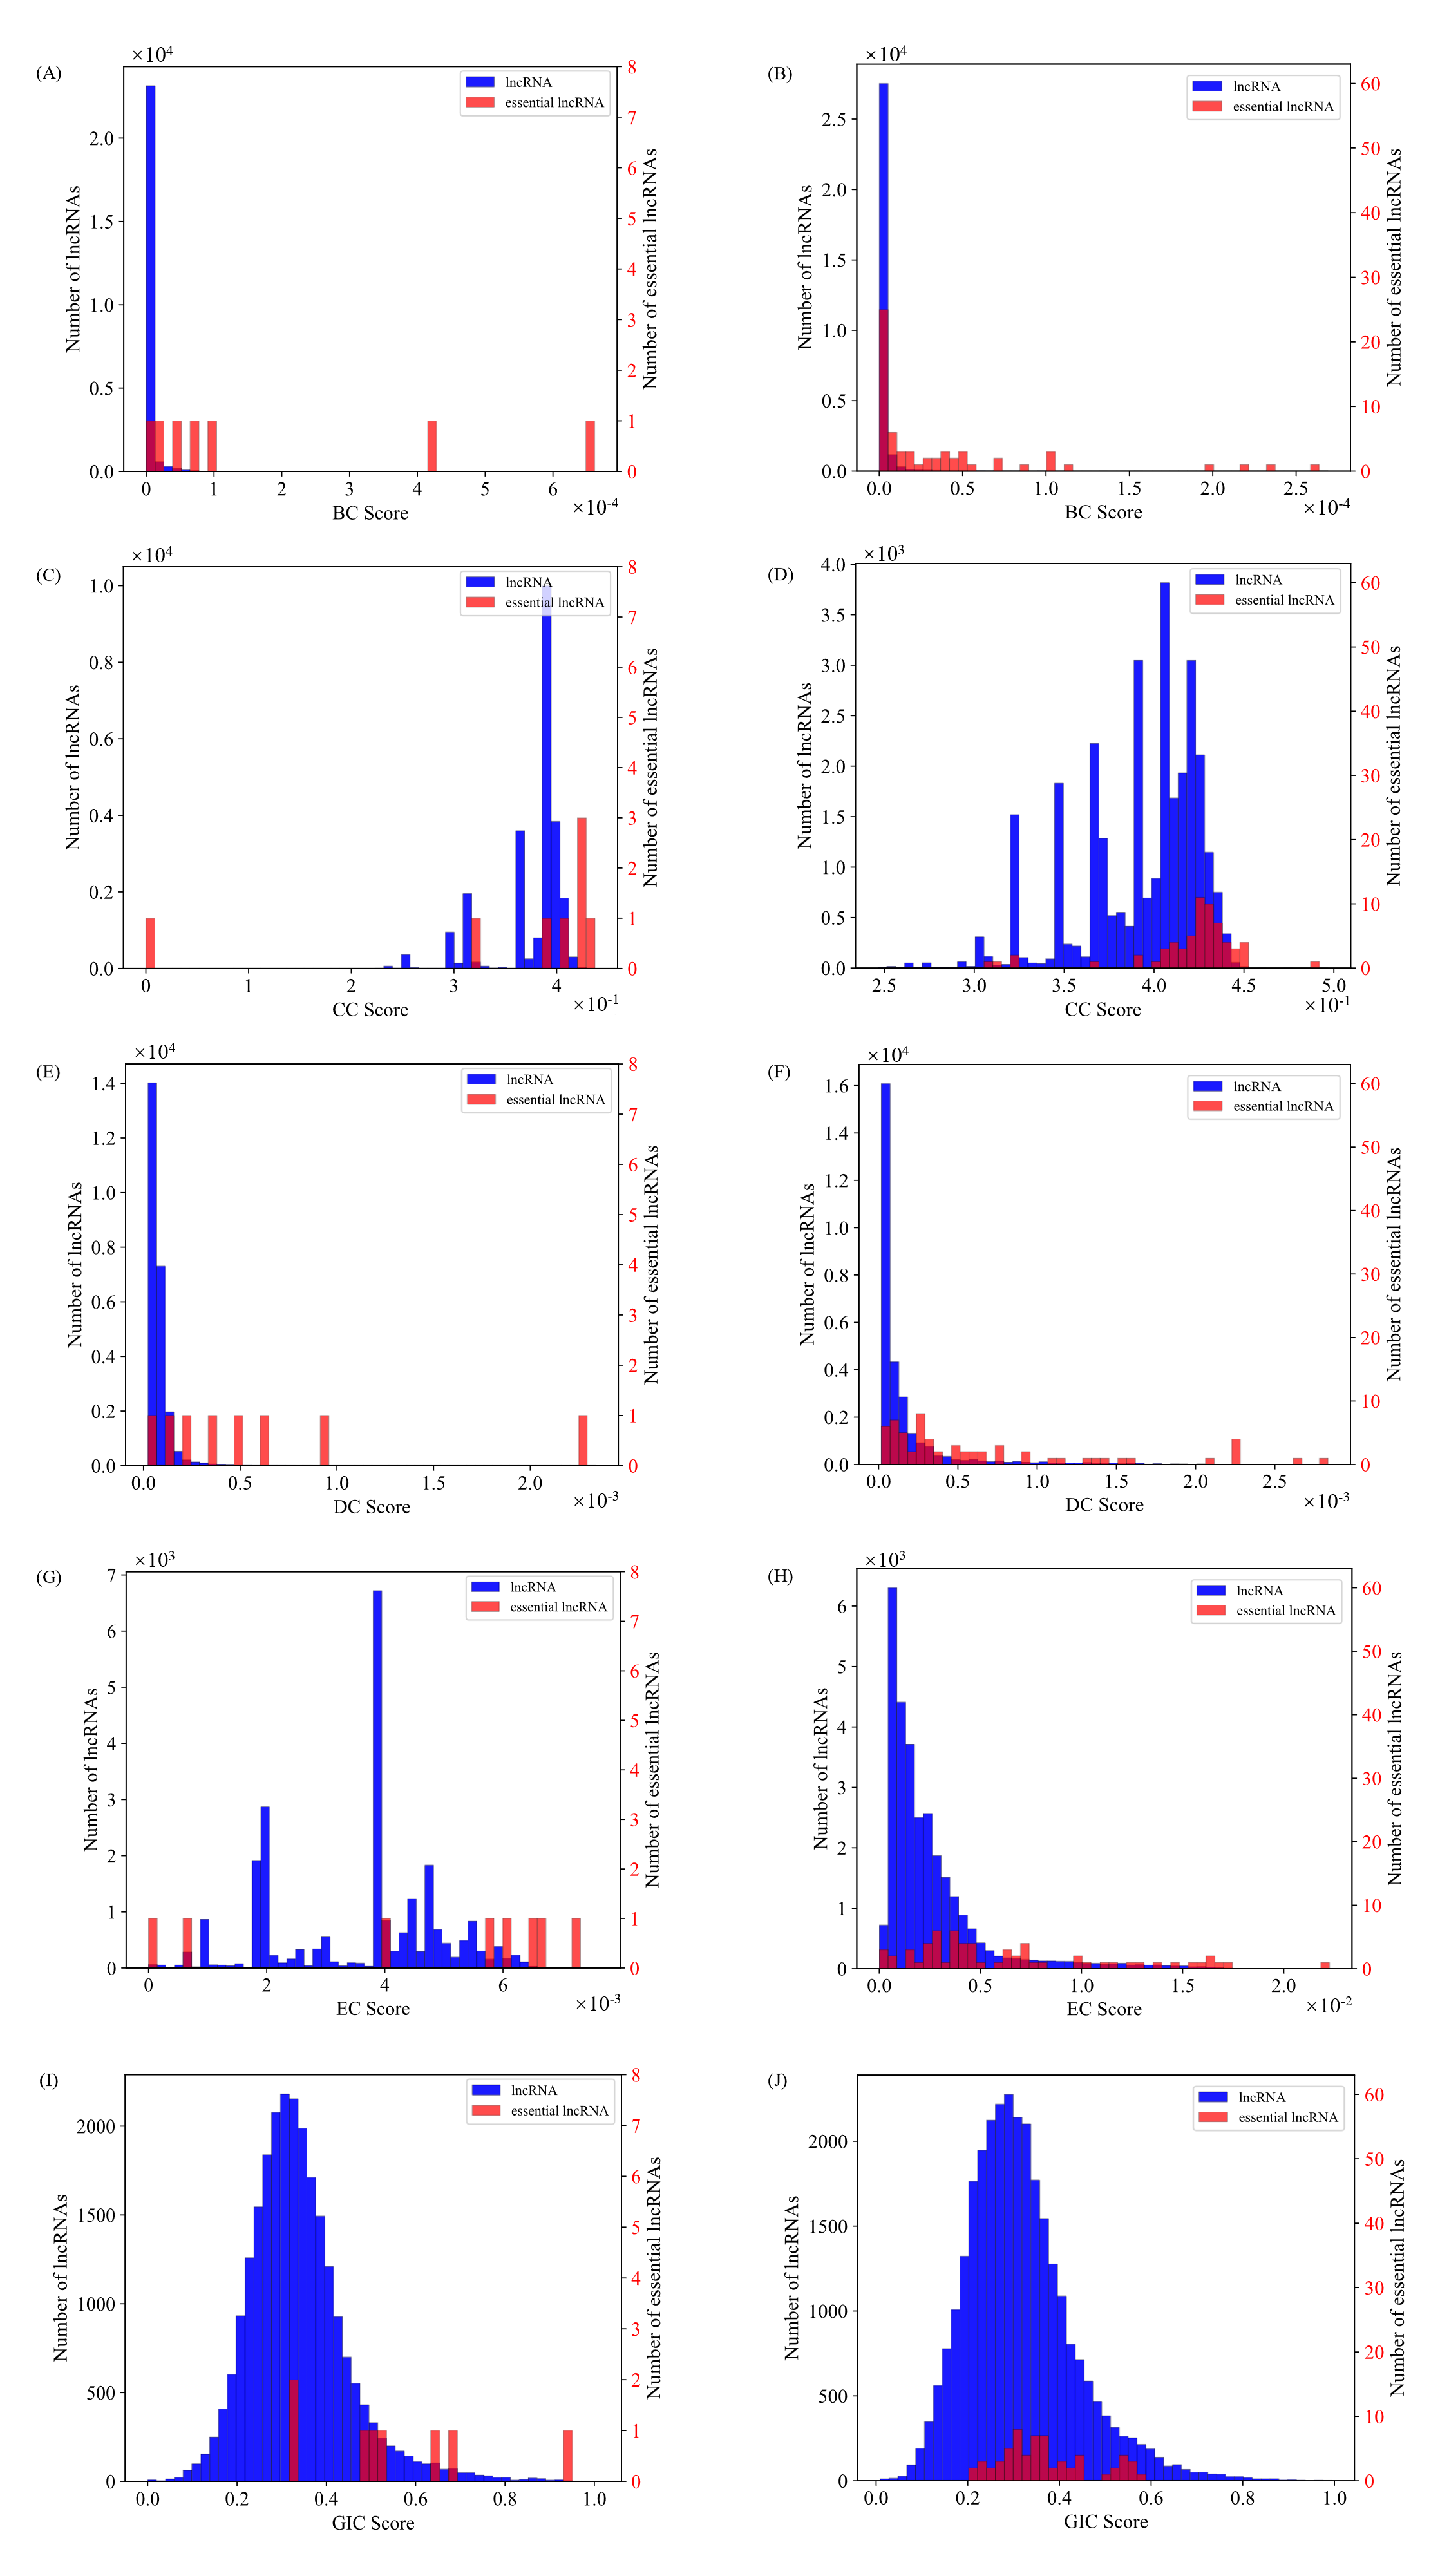 (A)
×10⁴
lncRNA
essential lncRNA
2.0
1.5
1.0
0.5
0.0
Number of lncRNAs
8
7
6
5
4
3
2
1
0
Number of essential lncRNAs
0 1 2 3 4 5 6
×10⁻⁴
BC Score
(B)
×10⁴
lncRNA
essential lncRNA
2.5
2.0
1.5
1.0
0.5
0.0
Number of lncRNAs
60
50
40
30
20
10
0
Number of essential lncRNAs
0.0 0.5 1.0 1.5 2.0 2.5
×10⁻⁴
BC Score
(C)
×10⁴
lncRNA
essential lncRNA
1.0
0.8
0.6
0.4
0.2
0.0
Number of lncRNAs
8
7
6
5
4
3
2
1
0
Number of essential lncRNAs
0 1 2 3 4
×10⁻¹
CC Score
(D)
×10³
lncRNA
essential lncRNA
4.0
3.5
3.0
2.5
2.0
1.5
1.0
0.5
0.0
Number of lncRNAs
60
50
40
30
20
10
0
Number of essential lncRNAs
2.5 3.0 3.5 4.0 4.5 5.0
×10⁻¹
CC Score
(E)
×10⁴
lncRNA
essential lncRNA
1.4
1.2
1.0
0.8
0.6
0.4
0.2
0.0
Number of lncRNAs
8
7
6
5
4
3
2
1
0
Number of essential lncRNAs
0.0 0.5 1.0 1.5 2.0
×10⁻³
DC Score
(F)
×10⁴
lncRNA
essential lncRNA
1.6
1.4
1.2
1.0
0.8
0.6
0.4
0.2
0.0
Number of lncRNAs
60
50
40
30
20
10
0
Number of essential lncRNAs
0.0 0.5 1.0 1.5 2.0 2.5
×10⁻³
DC Score
(G)
×10³
lncRNA
essential lncRNA
7
6
5
4
3
2
1
0
Number of lncRNAs
8
7
6
5
4
3
2
1
0
Number of essential lncRNAs
0 2 4 6
×10⁻³
EC Score
(H)
×10³
lncRNA
essential lncRNA
6
5
4
3
2
1
0
Number of lncRNAs
60
50
40
30
20
10
0
Number of essential lncRNAs
0.0 0.5 1.0 1.5 2.0
×10⁻²
EC Score
(I)
lncRNA
essential lncRNA
2000
1500
1000
500
0
Number of lncRNAs
8
7
6
5
4
3
2
1
0
Number of essential lncRNAs
0.0 0.2 0.4 0.6 0.8 1.0
GIC Score
(J)
lncRNA
essential lncRNA
2000
1500
1000
500
0
Number of lncRNAs
60
50
40
30
20
10
0
Number of essential lncRNAs
0.0 0.2 0.4 0.6 0.8 1.0
GIC Score